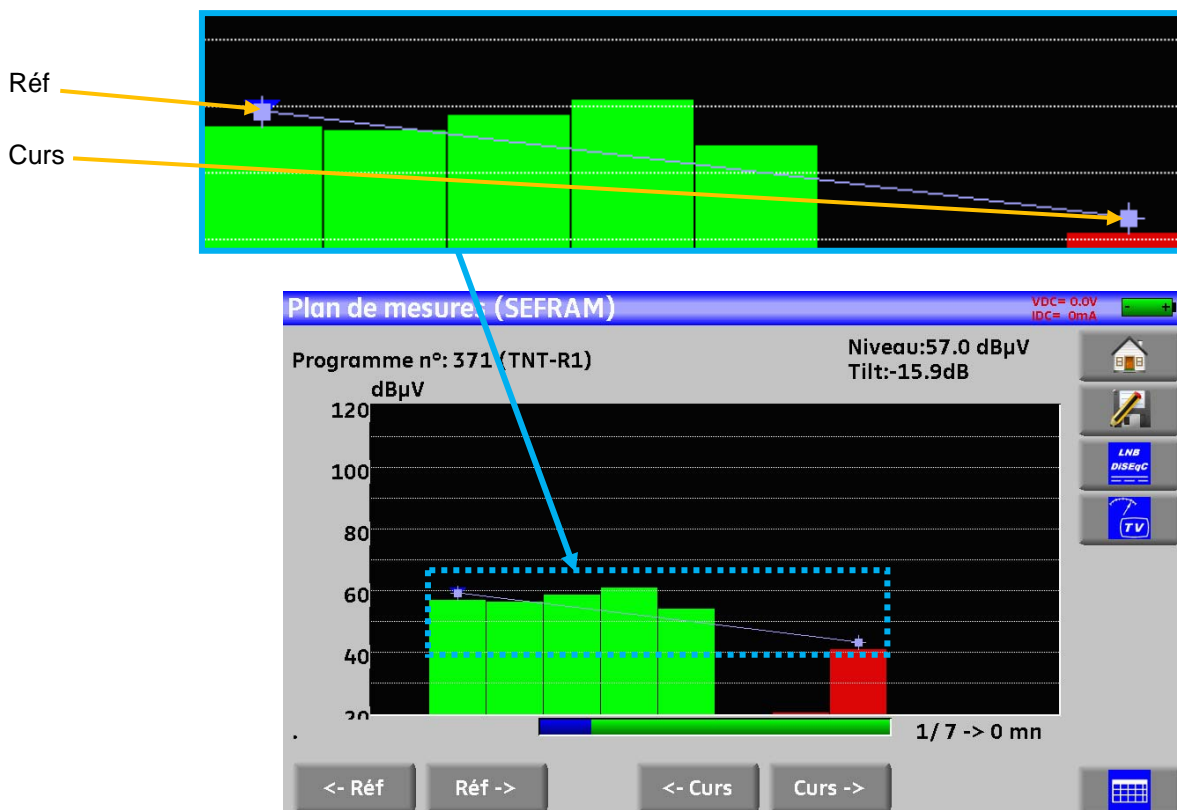 Réf
Curs
Plan de mesures (SEFRAM)
VDC= 0.0V
IDC= 0mA
- +
Programme n°: 371 (TNT-R1)
Niveau:57.0 dBµV
Tilt:-15.9dB
dBµV
120
100
80
60
40
20
LNB
DiSEqC
TV
.
1/ 7 -> 0 mn
<- Réf
Réf ->
<- Curs
Curs ->